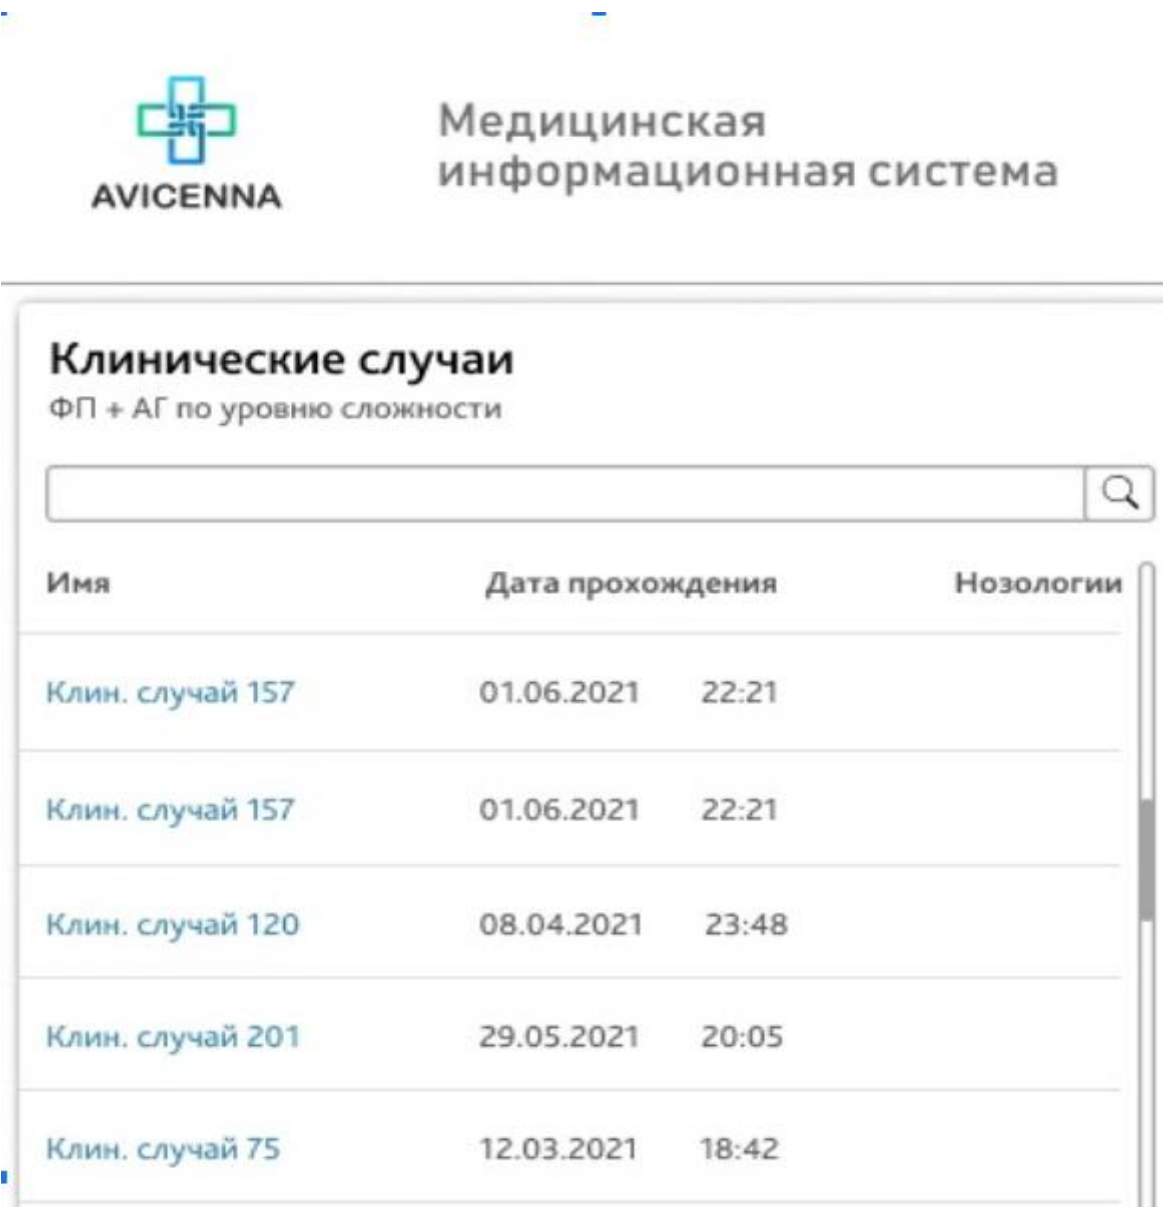 AVICENNA
Медицинская
информационная система
Клинические случаи
ФП + АГ по уровню сложности
Имя Дата прохождения Нозологии
Клин. случай 157 01.06.2021 22:21
Клин. случай 157 01.06.2021 22:21
Клин. случай 120 08.04.2021 23:48
Клин. случай 201 29.05.2021 20:05
Клин. случай 75 12.03.2021 18:42